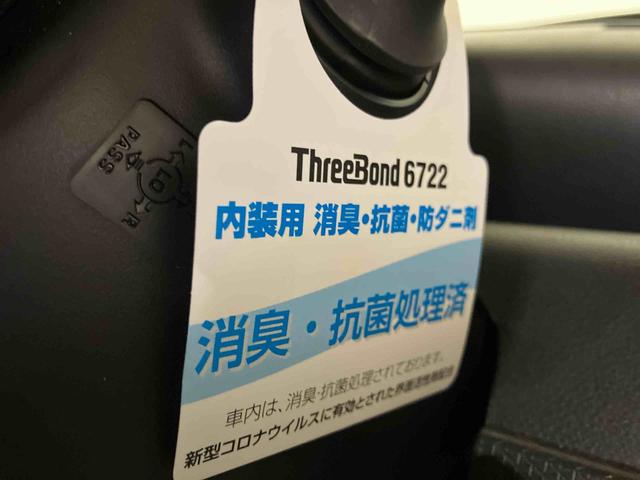 ThreeBond 6722
内装用 消臭・抗菌・防ダニ剤
消臭・抗菌処理済
車内は、消臭・抗菌処理されております。
新型コロナウイルスに有効とされた界面活性剤配合
PASS
L
LO
R